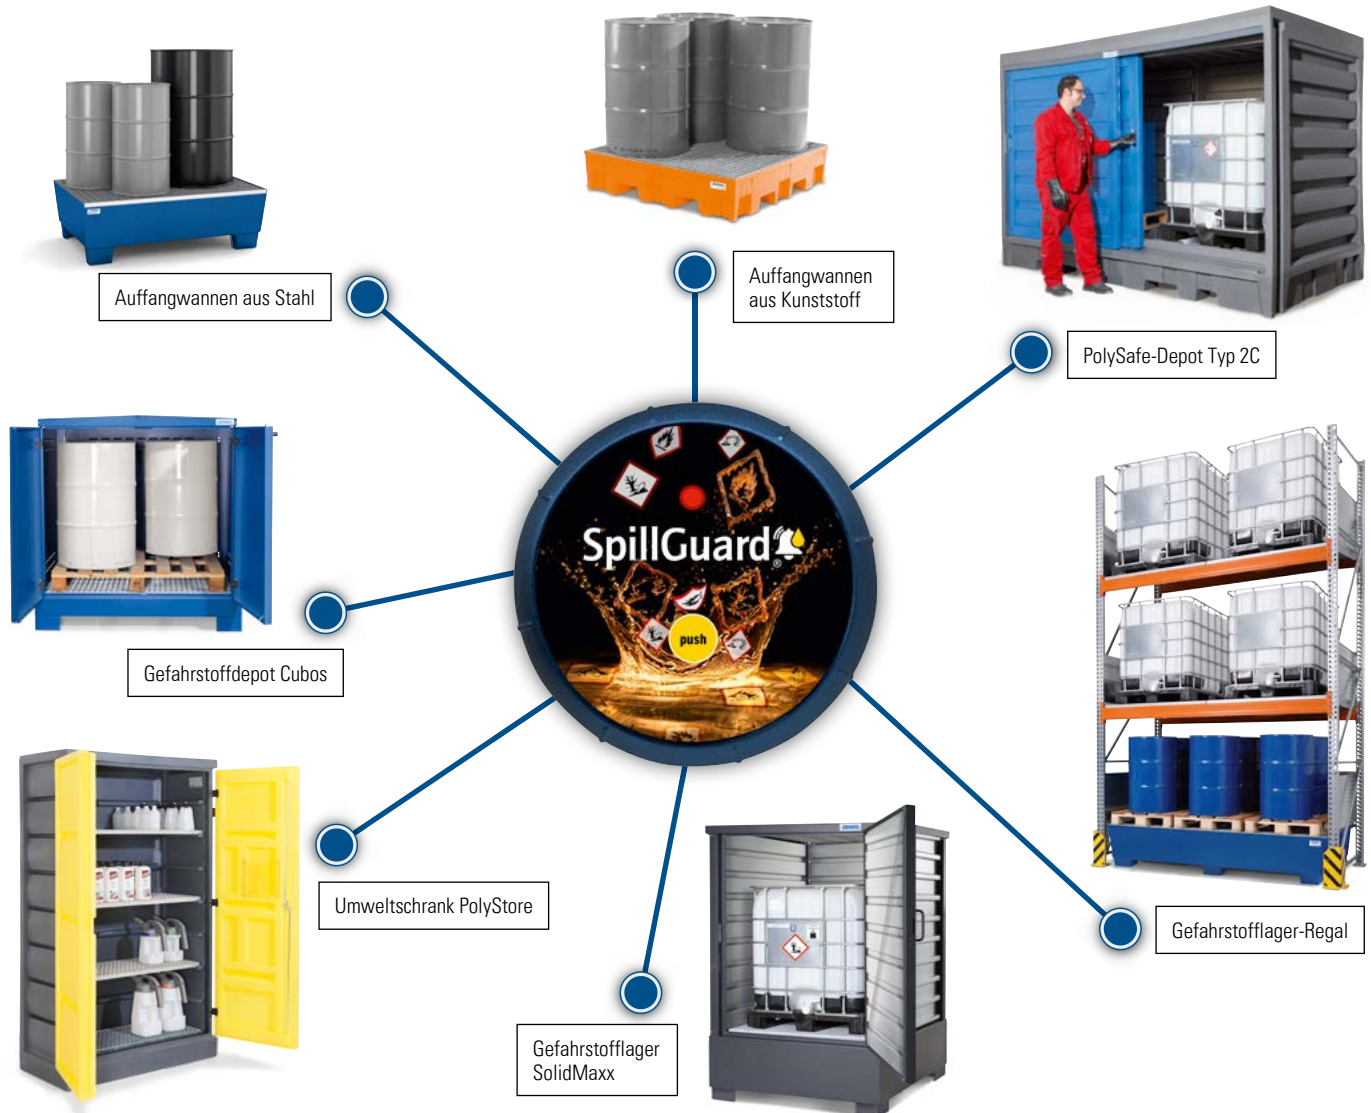 Auffangwannen aus Stahl
Auffangwannen
aus Kunststoff
PolySafe-Depot Typ 2C
SpillGuard
®
push
Gefahrstoffdepot Cubos
Umweltschrank PolyStore
Gefahrstofflager-Regal
Gefahrstofflager
SolidMaxx